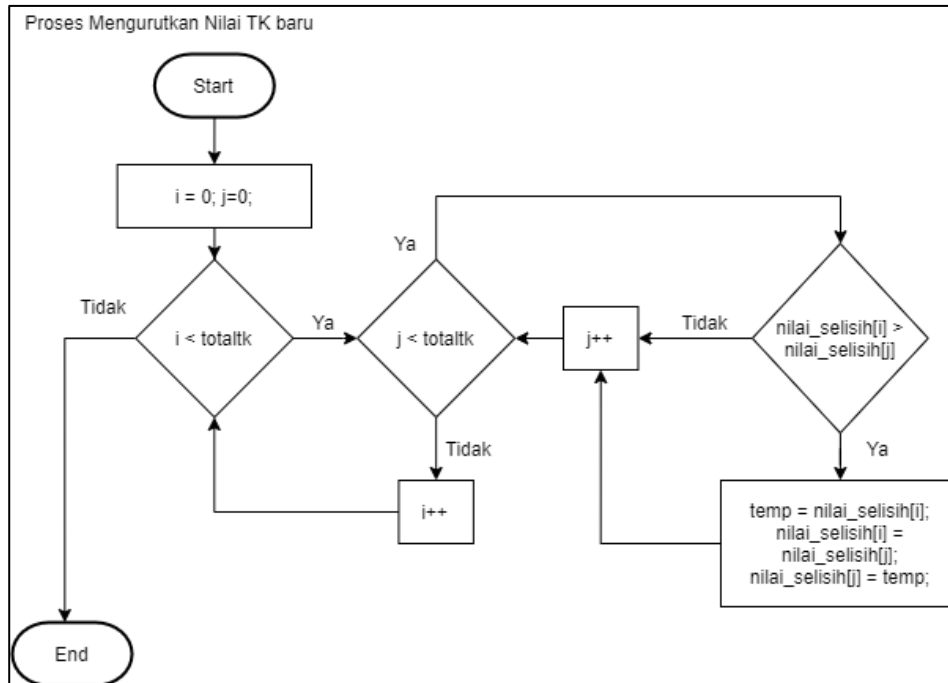 Proses Mengurutkan Nilai TK baru
Start
i = 0; j=0;
Tidak
i < totaltk
Ya
Ya
j < totaltk
Tidak
i++
j++
Tidak
nilai_selisih[i] >
nilai_selisih[j]
Ya
temp = nilai_selisih[i];
nilai_selisih[i] =
nilai_selisih[j];
nilai_selisih[j] = temp;
End